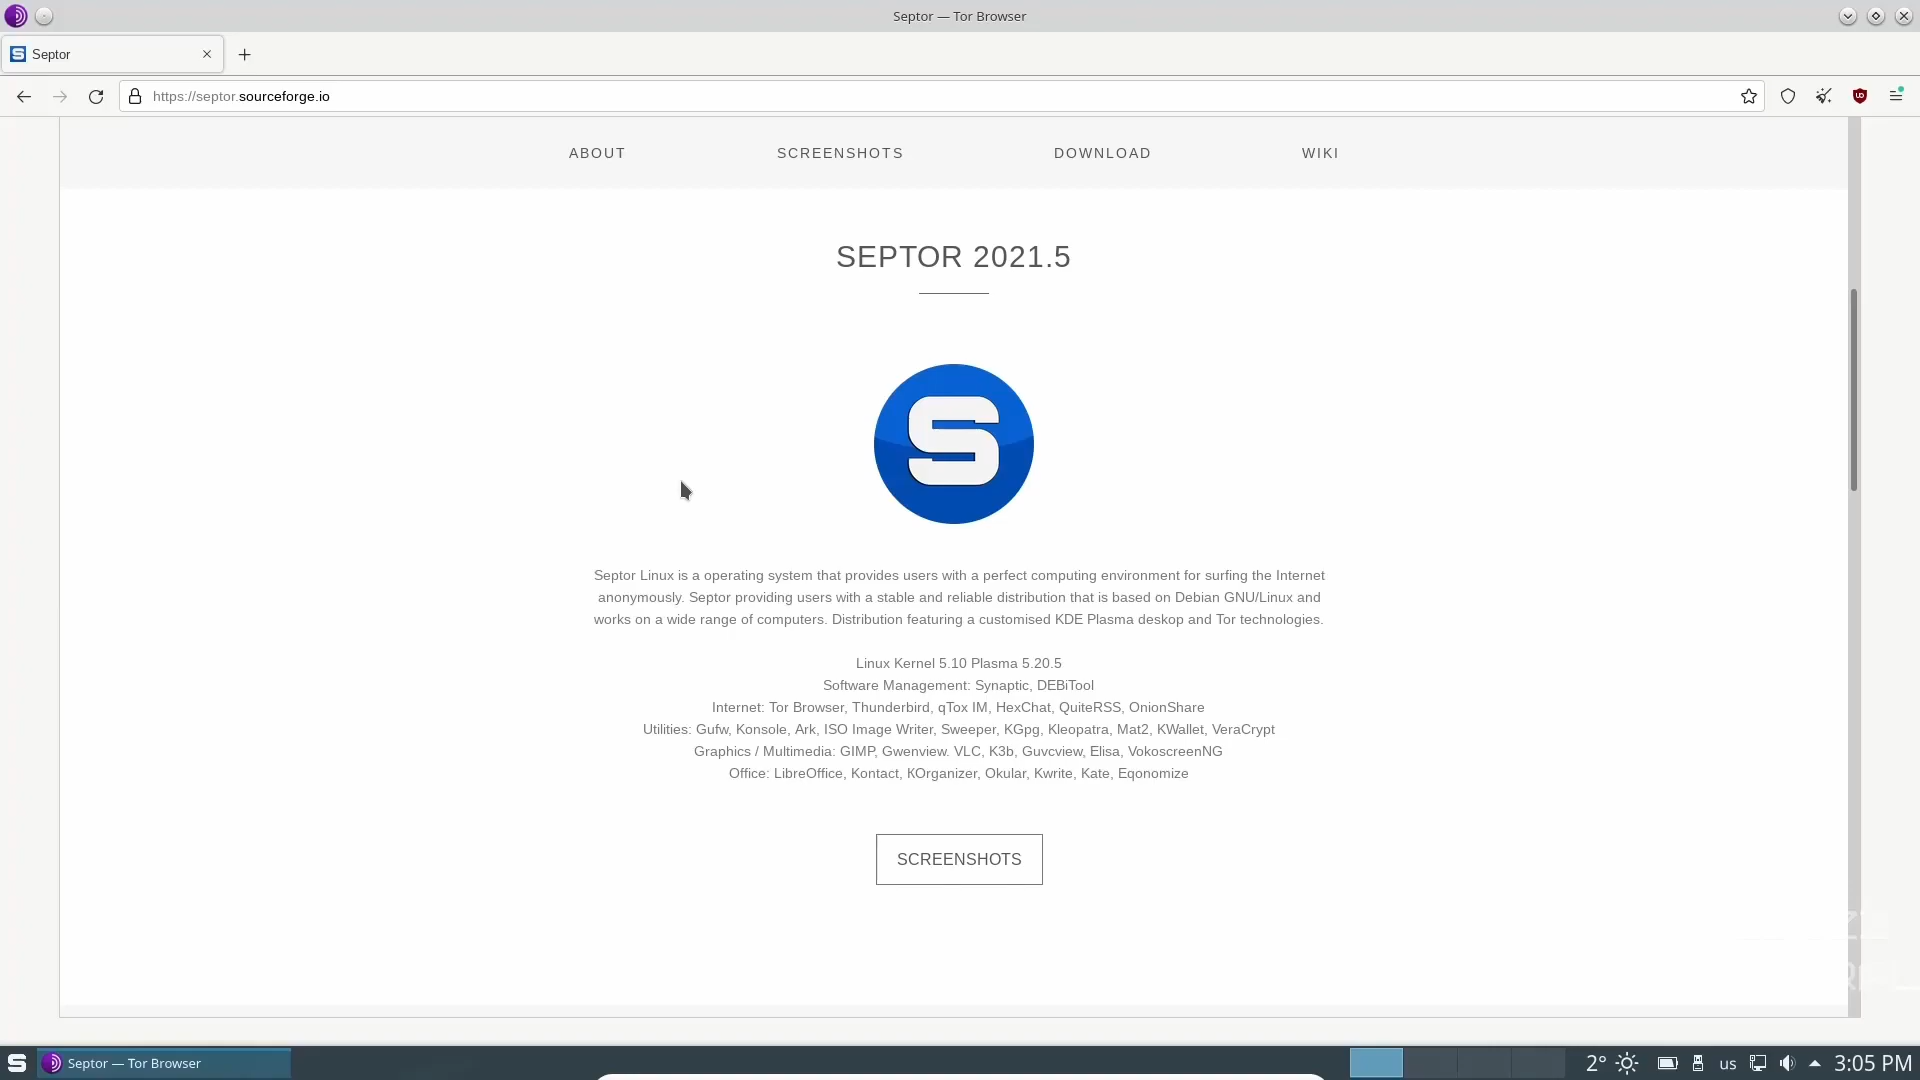 Septor — Tor Browser
Septor
https://septor.sourceforge.io
ABOUT
SCREENSHOTS
DOWNLOAD
WIKI
SEPTOR 2021.5
S
Septor Linux is a operating system that provides users with a perfect computing environment for surfing the Internet
anonymously. Septor providing users with a stable and reliable distribution that is based on Debian GNU/Linux and
works on a wide range of computers. Distribution featuring a customised KDE Plasma deskop and Tor technologies.
Linux Kernel 5.10 Plasma 5.20.5
Software Management: Synaptic, DEBiTool
Internet: Tor Browser, Thunderbird, qTox IM, HexChat, QuiteRSS, OnionShare
Utilities: Gufw, Konsole, Ark, ISO Image Writer, Sweeper, KGpg, Kleopatra, Mat2, KWallet, VeraCrypt
Graphics / Multimedia: GIMP, Gwenview. VLC, K3b, Guvcview, Elisa, VokoscreenNG
Office: LibreOffice, Kontact, KOrganizer, Okular, Kwrite, Kate, Eqonomize
SCREENSHOTS
Septor — Tor Browser
2°
us
3:05 PM